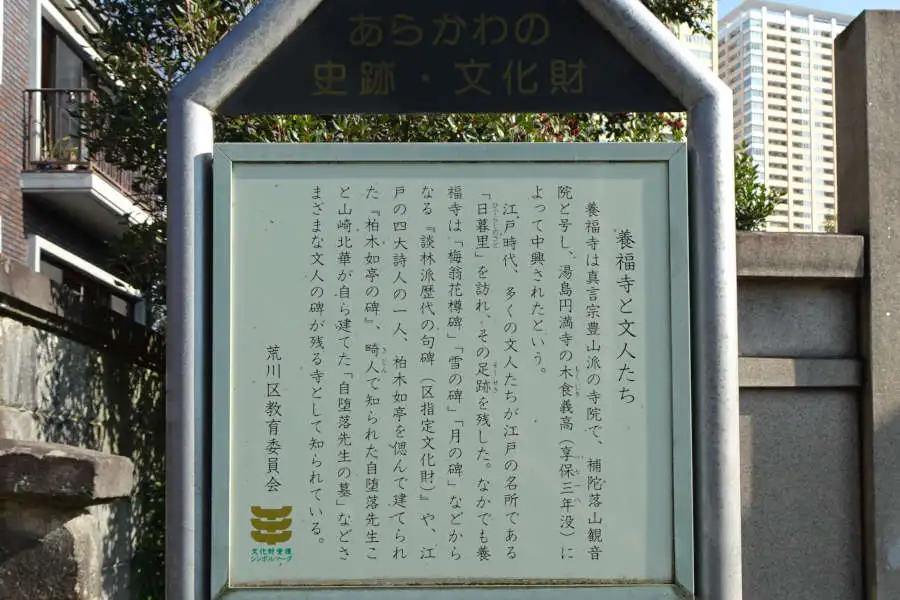 あらかわの
史跡・文化財
養福寺と文人たち
養福寺は真言宗豊山派の寺院で、補陀落山観音
院と号し、湯島円満寺の木食義高（享保三年没）に
よって中興されたという。
江戸時代、多くの文人たちが江戸の名所である
「日暮里」を訪れ、その足跡を残した。なかでも養
福寺は「梅翁花樽碑」「雪の碑」「月の碑」などから
なる『談林派歴代の句碑（区指定文化財）』や、江
戸の四大詩人の一人、柏木如亭を偲んで建てられ
た『柏木如亭の碑』、畸人で知られた自堕落先生こ
と山崎北華が自ら建てた『自堕落先生の墓』などさ
まざまな文人の碑が残る寺として知られている。
荒川区教育委員会
文化財愛護
シンボルマーク